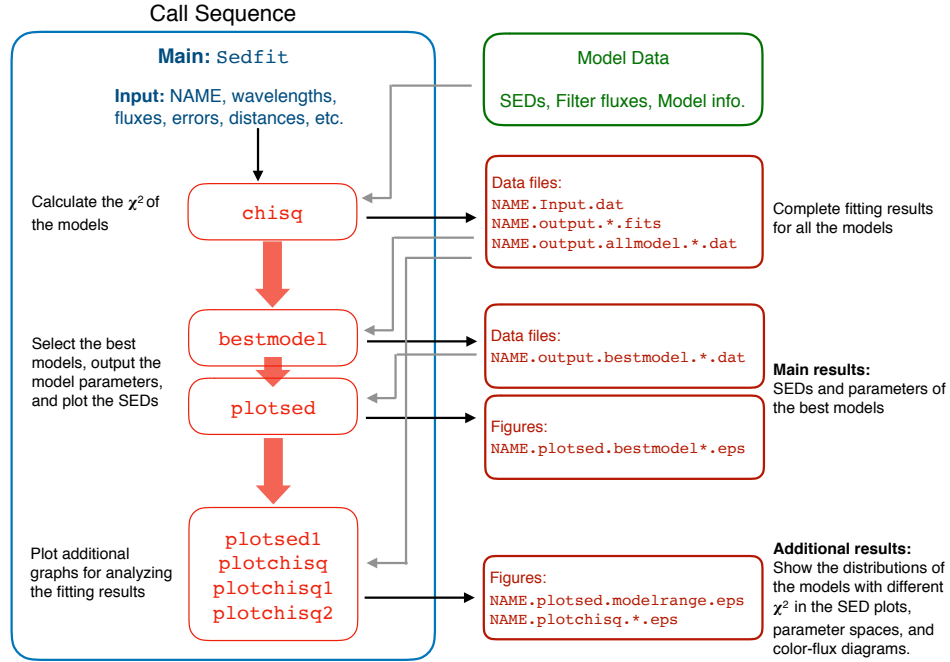 Call Sequence
Main: Sedfit
Input: NAME, wavelengths,
fluxes, errors, distances, etc.
Model Data
SEDs, Filter fluxes, Model info.
Calculate the χ² of
the models
chisq
Data files:
NAME.Input.dat
NAME.output.*.fits
NAME.output.allmodel.*.dat
Complete fitting results
for all the models
Select the best
models, output the
model parameters,
and plot the SEDs
bestmodel
plotsed
Data files:
NAME.output.bestmodel.*.dat
Figures:
NAME.plotsed.bestmodel*.eps
Main results:
SEDs and parameters of
the best models
Plot additional
graphs for analyzing
the fitting results
plotsed1
plotchisq
plotchisq1
plotchisq2
Figures:
NAME.plotsed.modelrange.eps
NAME.plotchisq.*.eps
Additional results:
Show the distributions of
the models with different
χ² in the SED plots,
parameter spaces, and
color-flux diagrams.